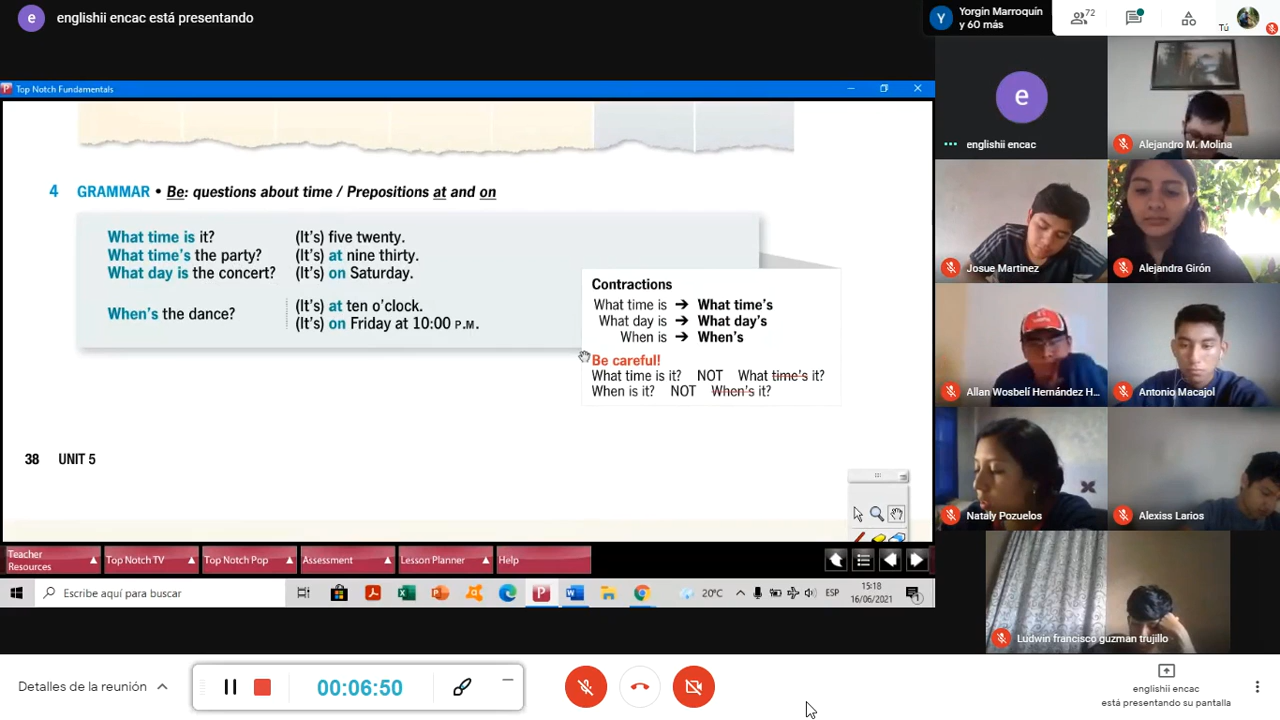 e englishii encac está presentando
Y Yorgin Marroquín y 60 más
72
Tú
Top Notch Fundamentals
4 GRAMMAR • Be: questions about time / Prepositions at and on
What time is it? (It's) five twenty.
What time's the party? (It's) at nine thirty.
What day is the concert? (It's) on Saturday.
When's the dance? (It's) at ten o'clock.
(It's) on Friday at 10:00 P.M.
Contractions
What time is → What time's
What day is → What day's
When is → When's
Be careful!
What time is it? NOT What time's it?
When is it? NOT When's it?
38 UNIT 5
Teacher Resources
Top Notch TV
Top Notch Pop
Assessment
Lesson Planner
Help
Escribe aquí para buscar
20°C
ESP
15:18
16/06/2021
1
e
englishii encac
Alejandro M. Molina
Josue Martinez
Alejandra Girón
Allan Wosbelí Hernández H...
Antonio Macajol
Nataly Pozuelos
Alexiss Larios
Ludwin francisco guzman trujillo
Detalles de la reunión
00:06:50
englishii encac
está presentando su pantalla